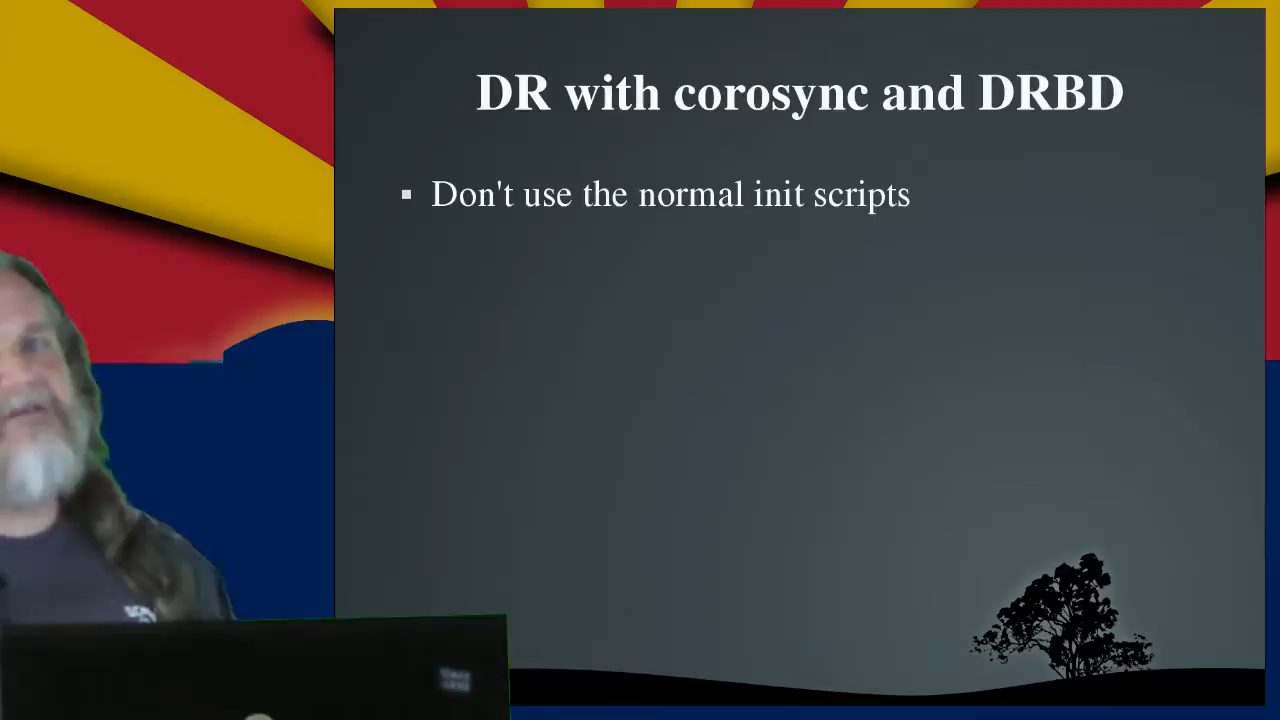 DR with corosync and DRBD
Don't use the normal init scripts